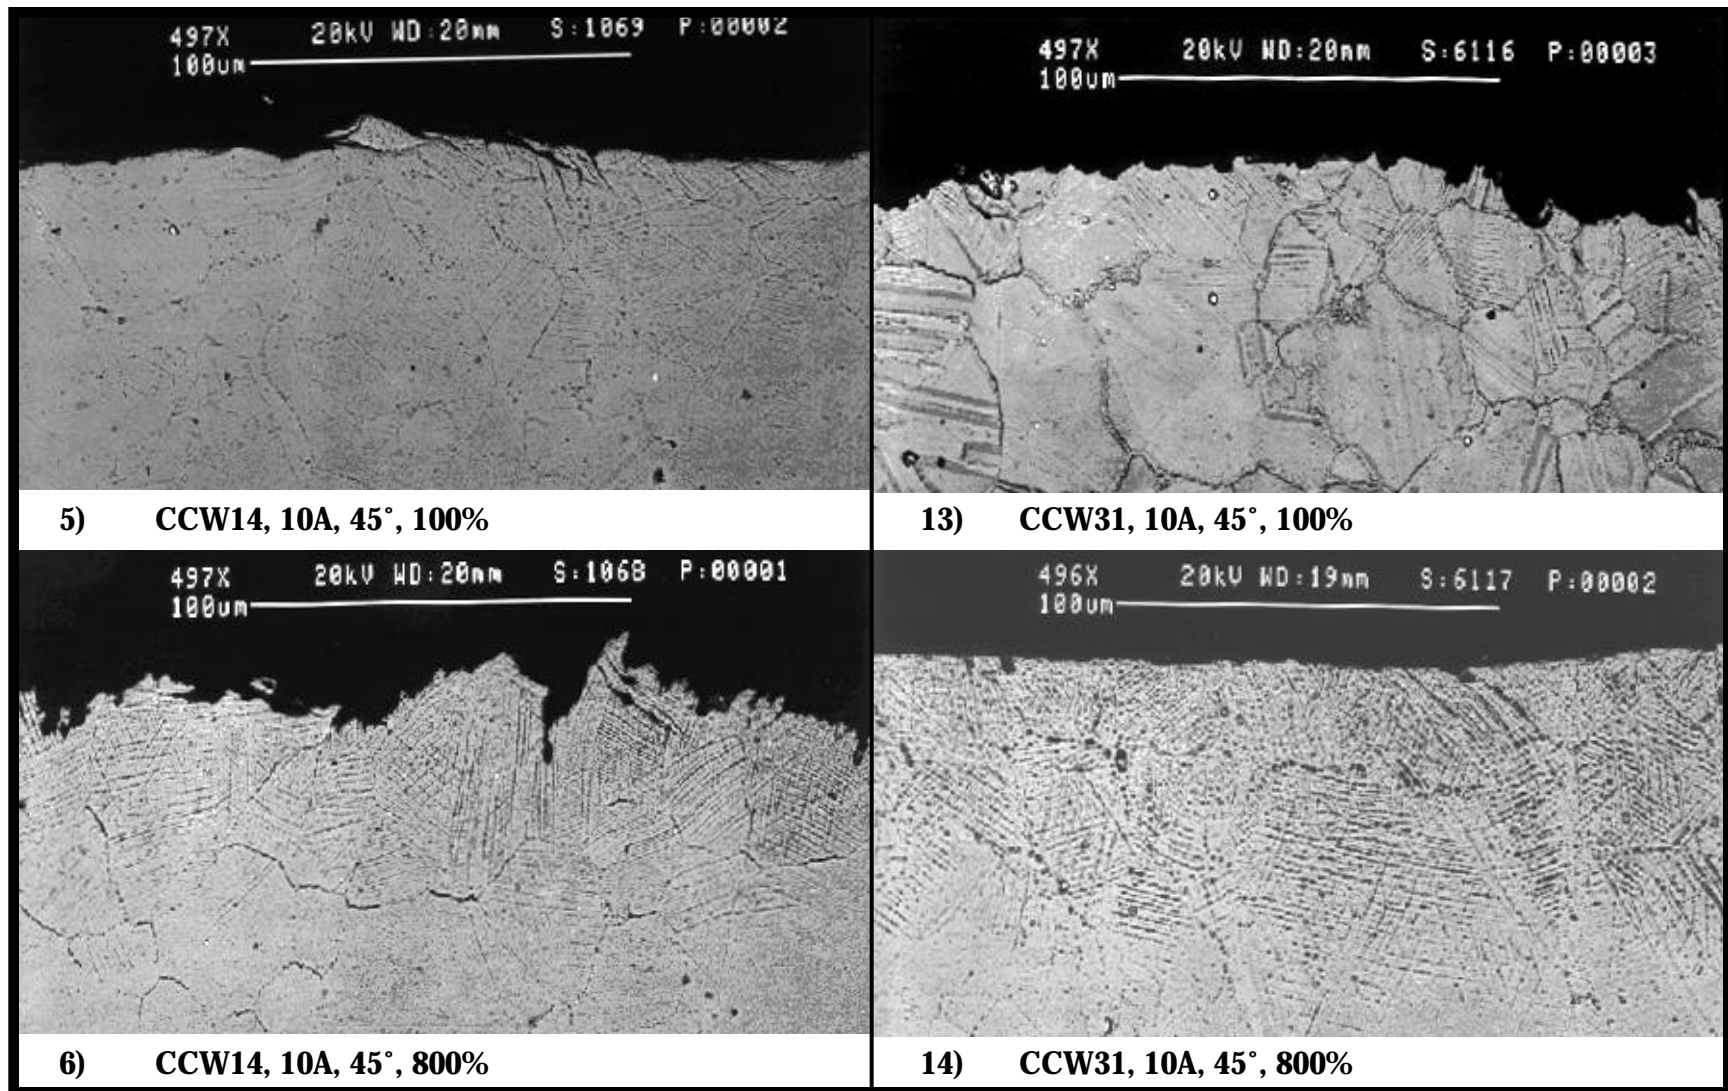 497X 20kV WD:20mm S:1069 P:00002
100um
497X 20kV WD:20mm S:6116 P:00003
100um
5) CCW14, 10A, 45°, 100%
13) CCW31, 10A, 45°, 100%
497X 20kV WD:20mm S:1068 P:00001
100um
496X 20kV WD:19mm S:6117 P:00002
100um
6) CCW14, 10A, 45°, 800%
14) CCW31, 10A, 45°, 800%